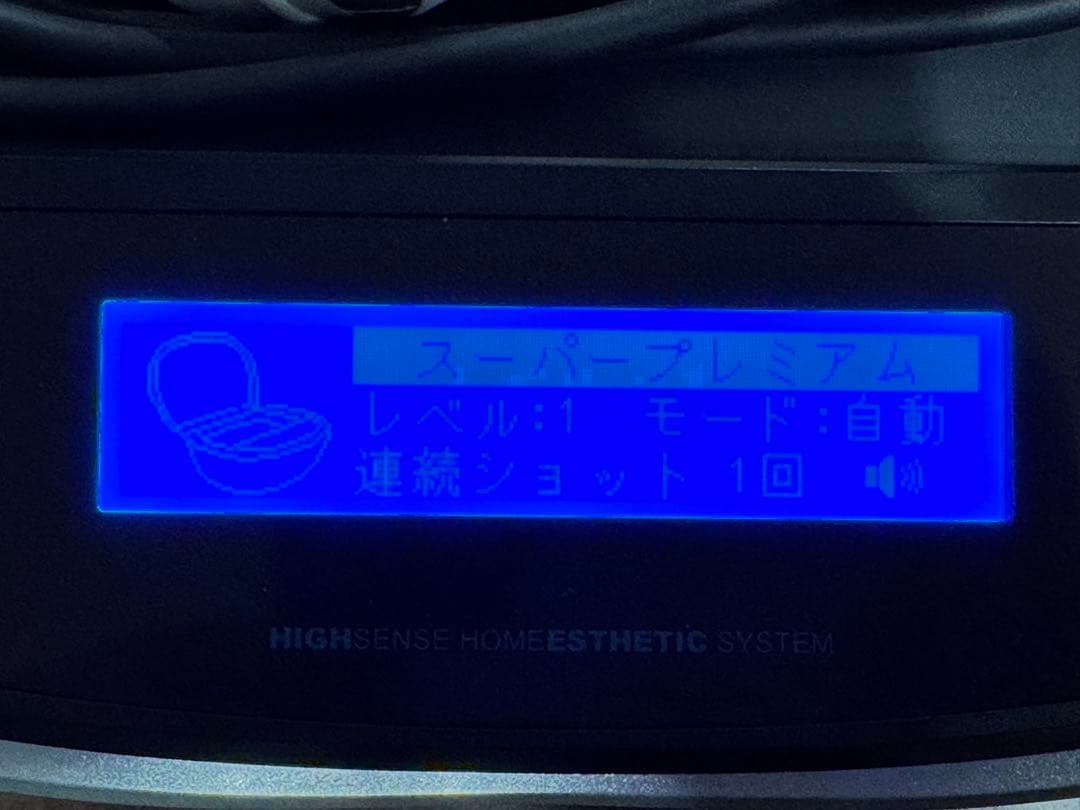 スーパープレミアム
レベル:1 モード:自動
連続ショット 1回
HIGHSENSE HOMEESTHETIC SYSTEM